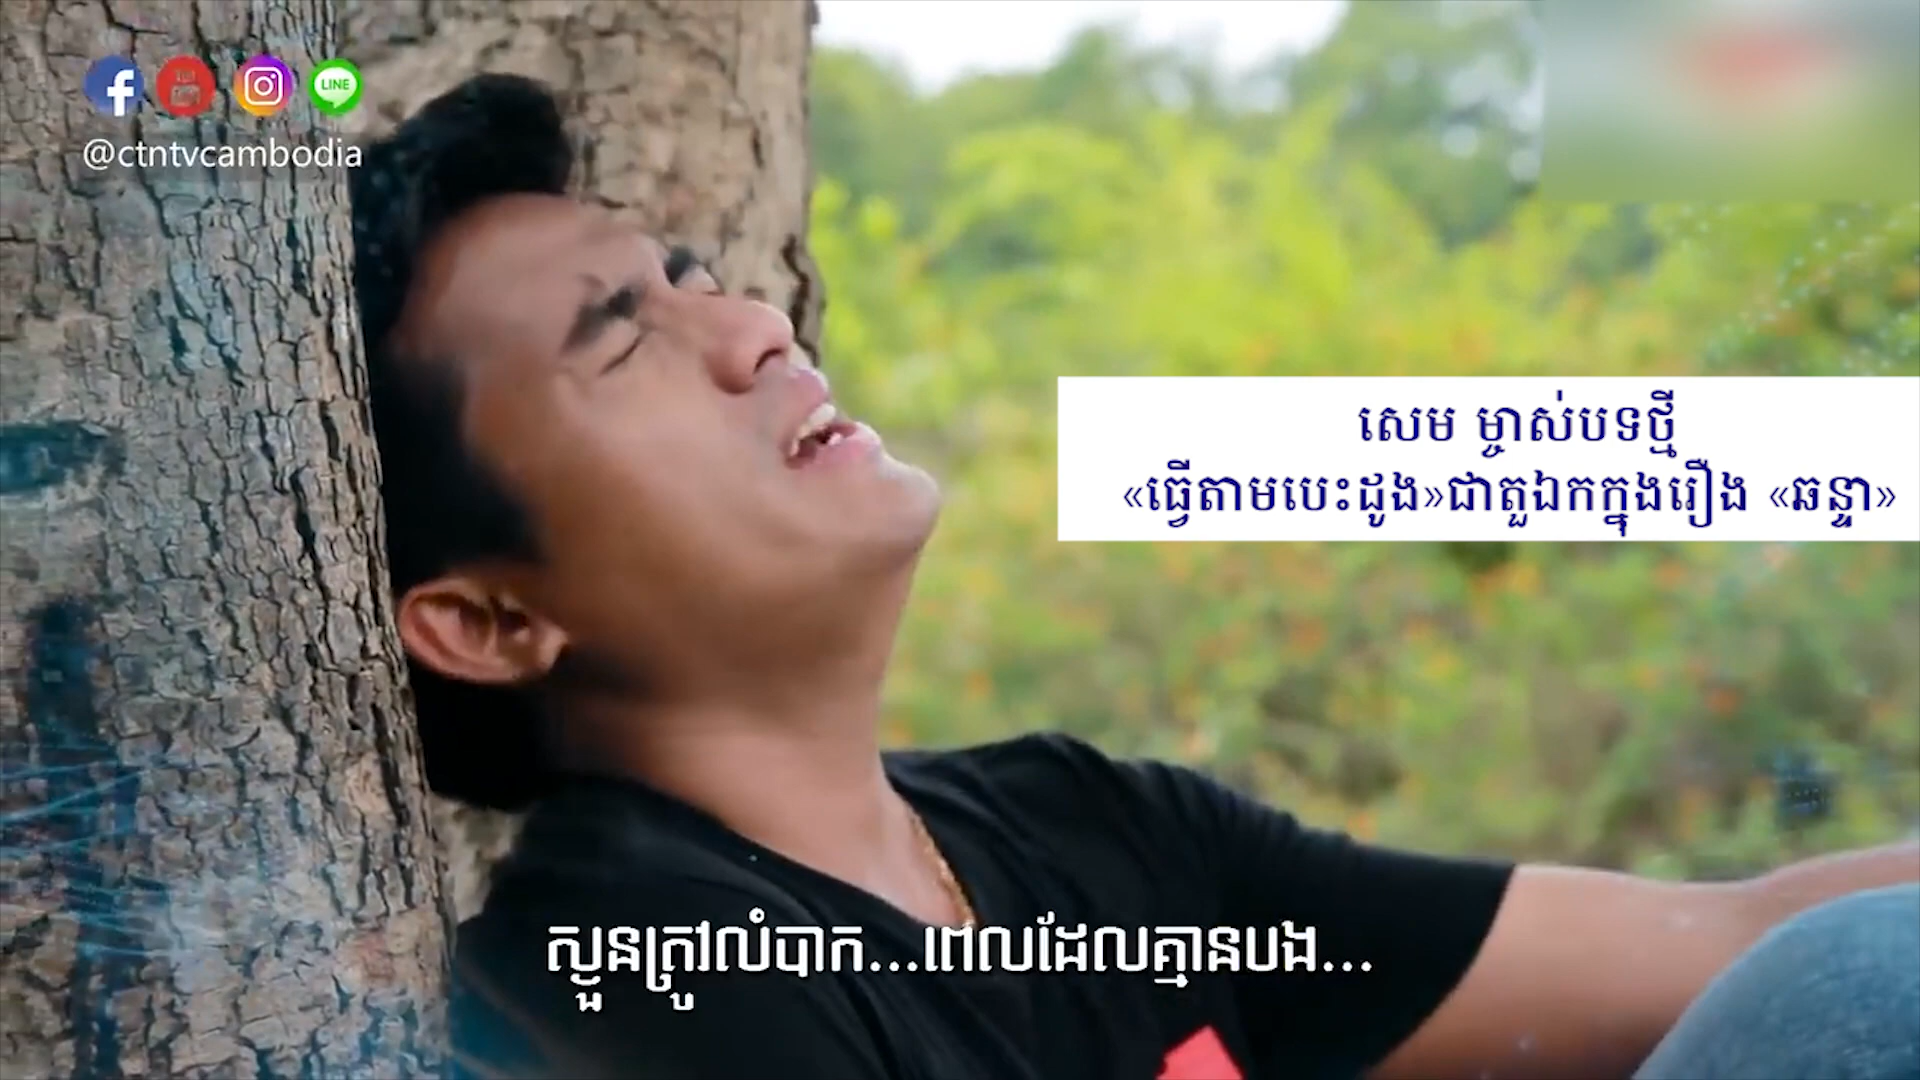 LINE
@ctntvcambodia
សេម ម្ចាស់បទថ្មី
«ធ្វើតាមបេះដូង»ជាតួឯកក្នុងរឿង «ឆន្ទា»
ស្ងួនត្រូវលំបាក...ពេលដែលគ្មានបង...